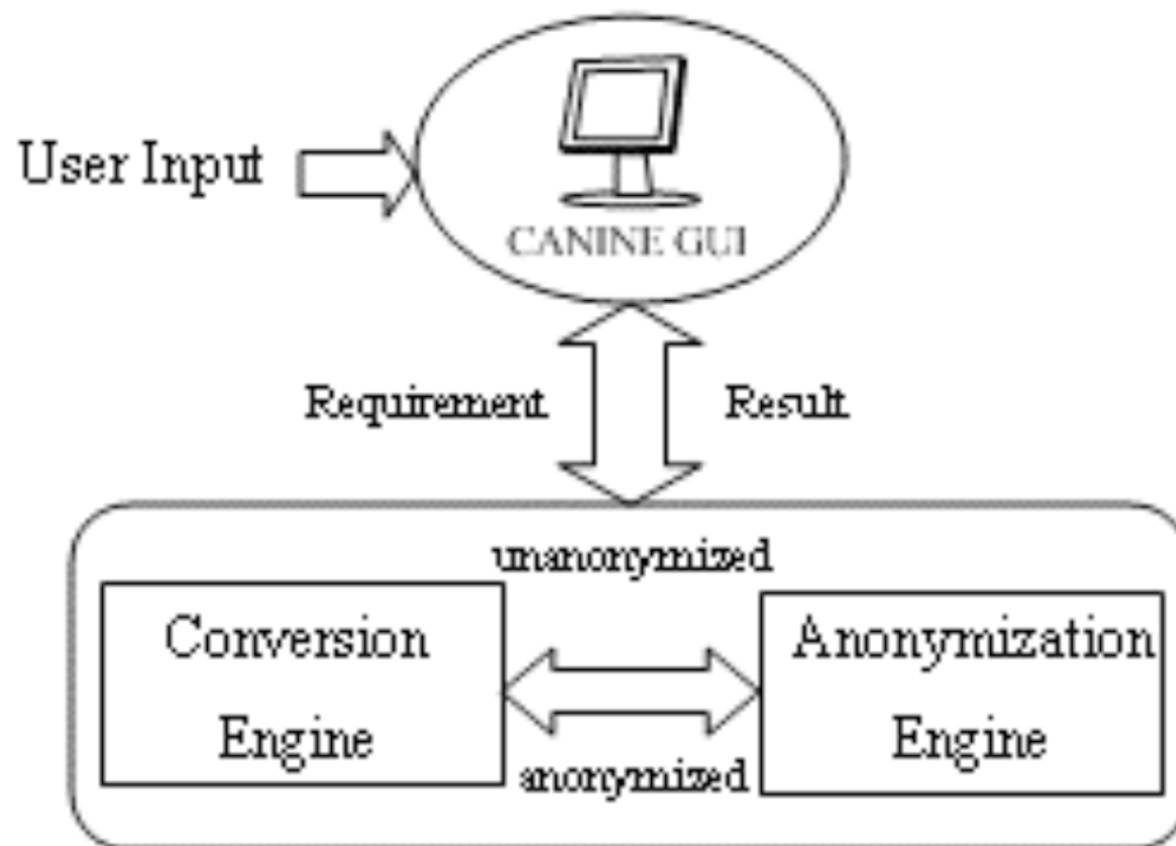 User Input
CANINE GUI
Requirement
Result
unanonymized
Conversion
Engine
Anonymization
Engine
anonymized